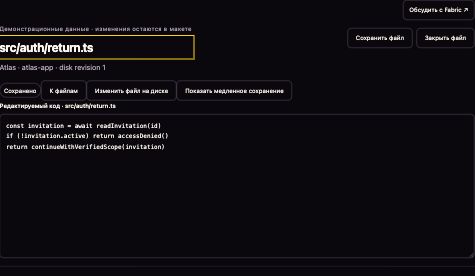 Обсудить с Fabric ↗
Демонстрационные данные · изменения остаются в макете
src/auth/return.ts
Сохранить файл
Закрыть файл
Atlas · atlas-app · disk revision 1
Сохранено
К файлам
Изменить файл на диске
Показать медленное сохранение
Редактируемый код · src/auth/return.ts
const invitation = await readInvitation(id)
if (!invitation.active) return accessDenied()
return continueWithVerifiedScope(invitation)